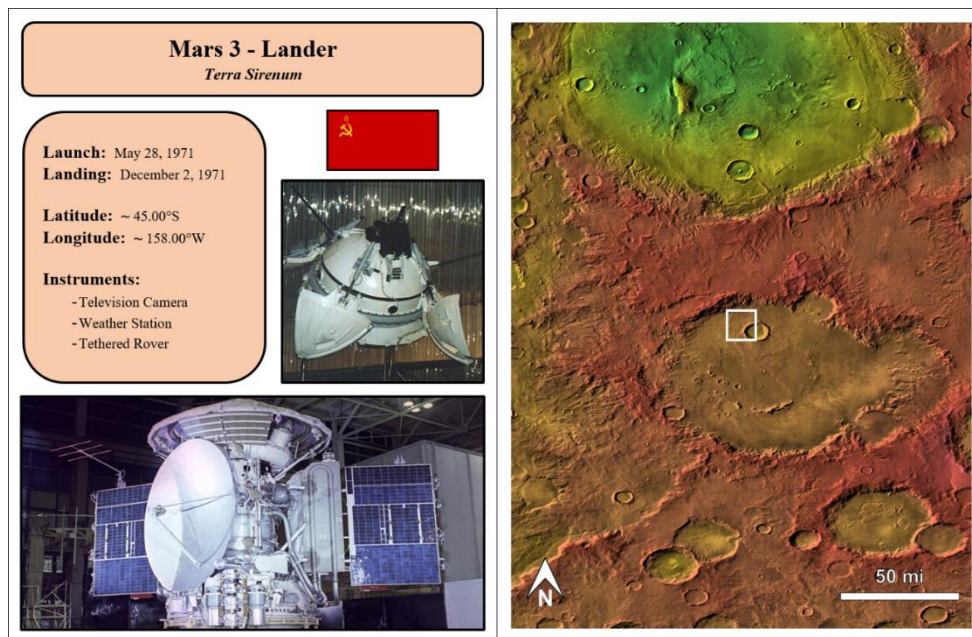 Mars 3 - Lander
Terra Sirenum
Launch: May 28, 1971
Landing: December 2, 1971
Latitude: ~ 45.00°S
Longitude: ~ 158.00°W
Instruments:
- Television Camera
- Weather Station
- Tethered Rover
N
50 mi